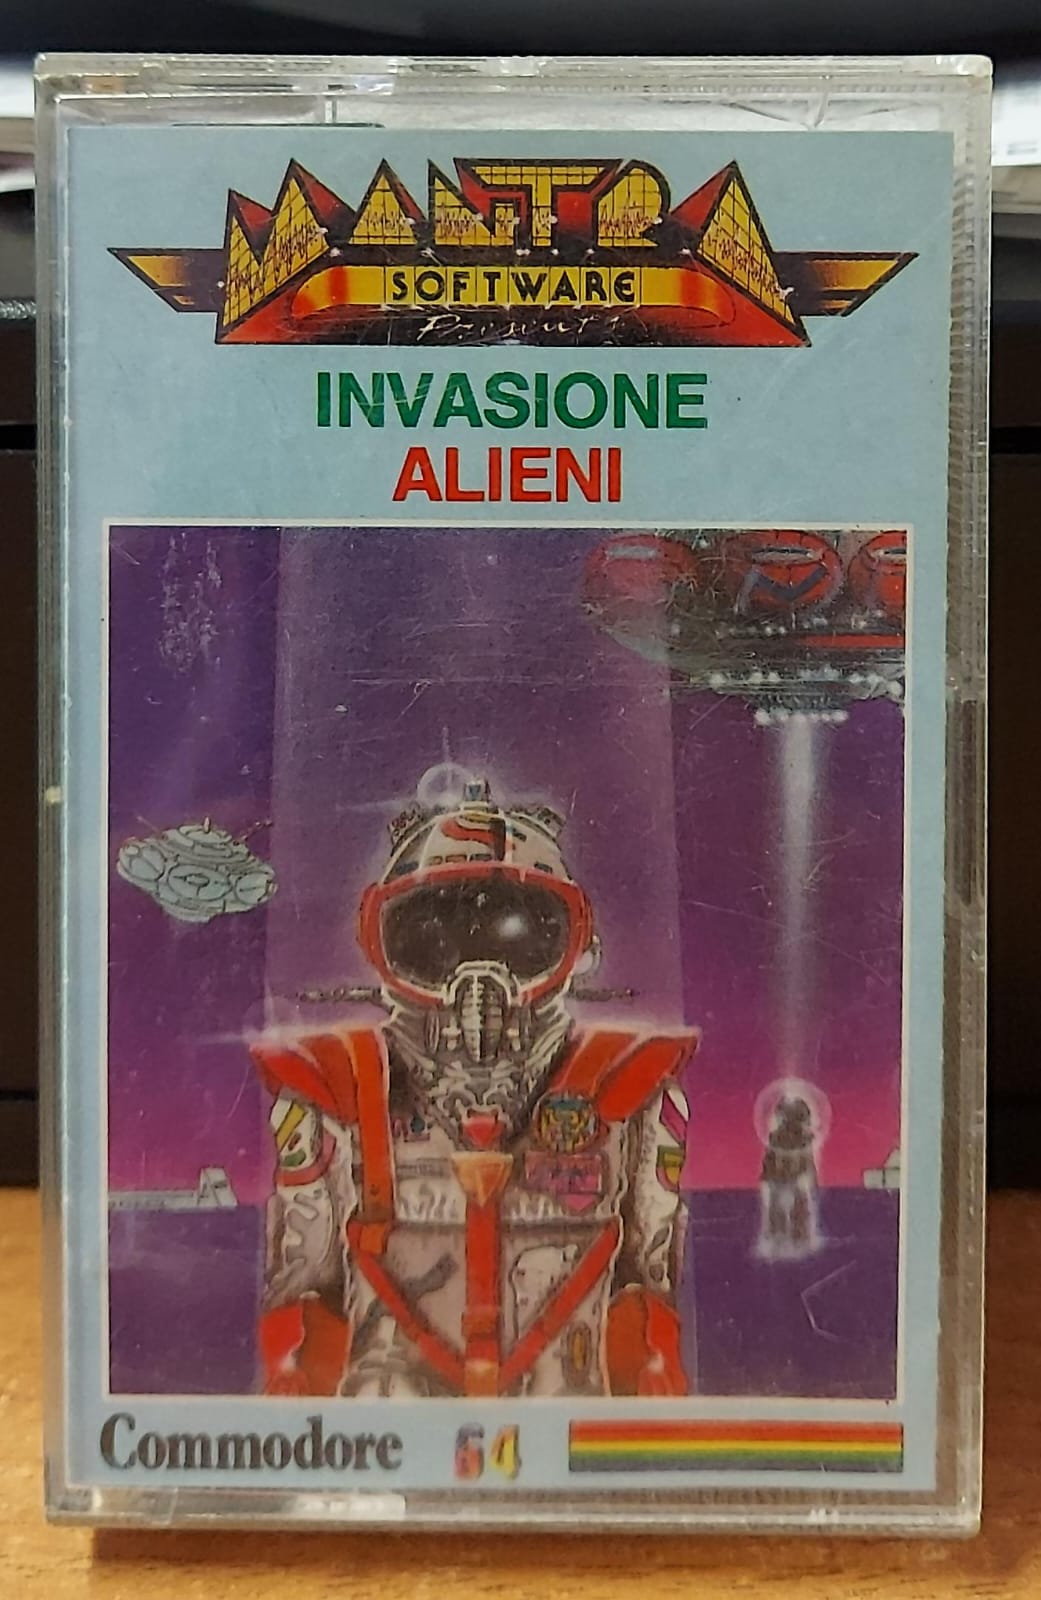 MANTRA
SOFTWARE
Presents
INVASIONE
ALIENI
Commodore 64